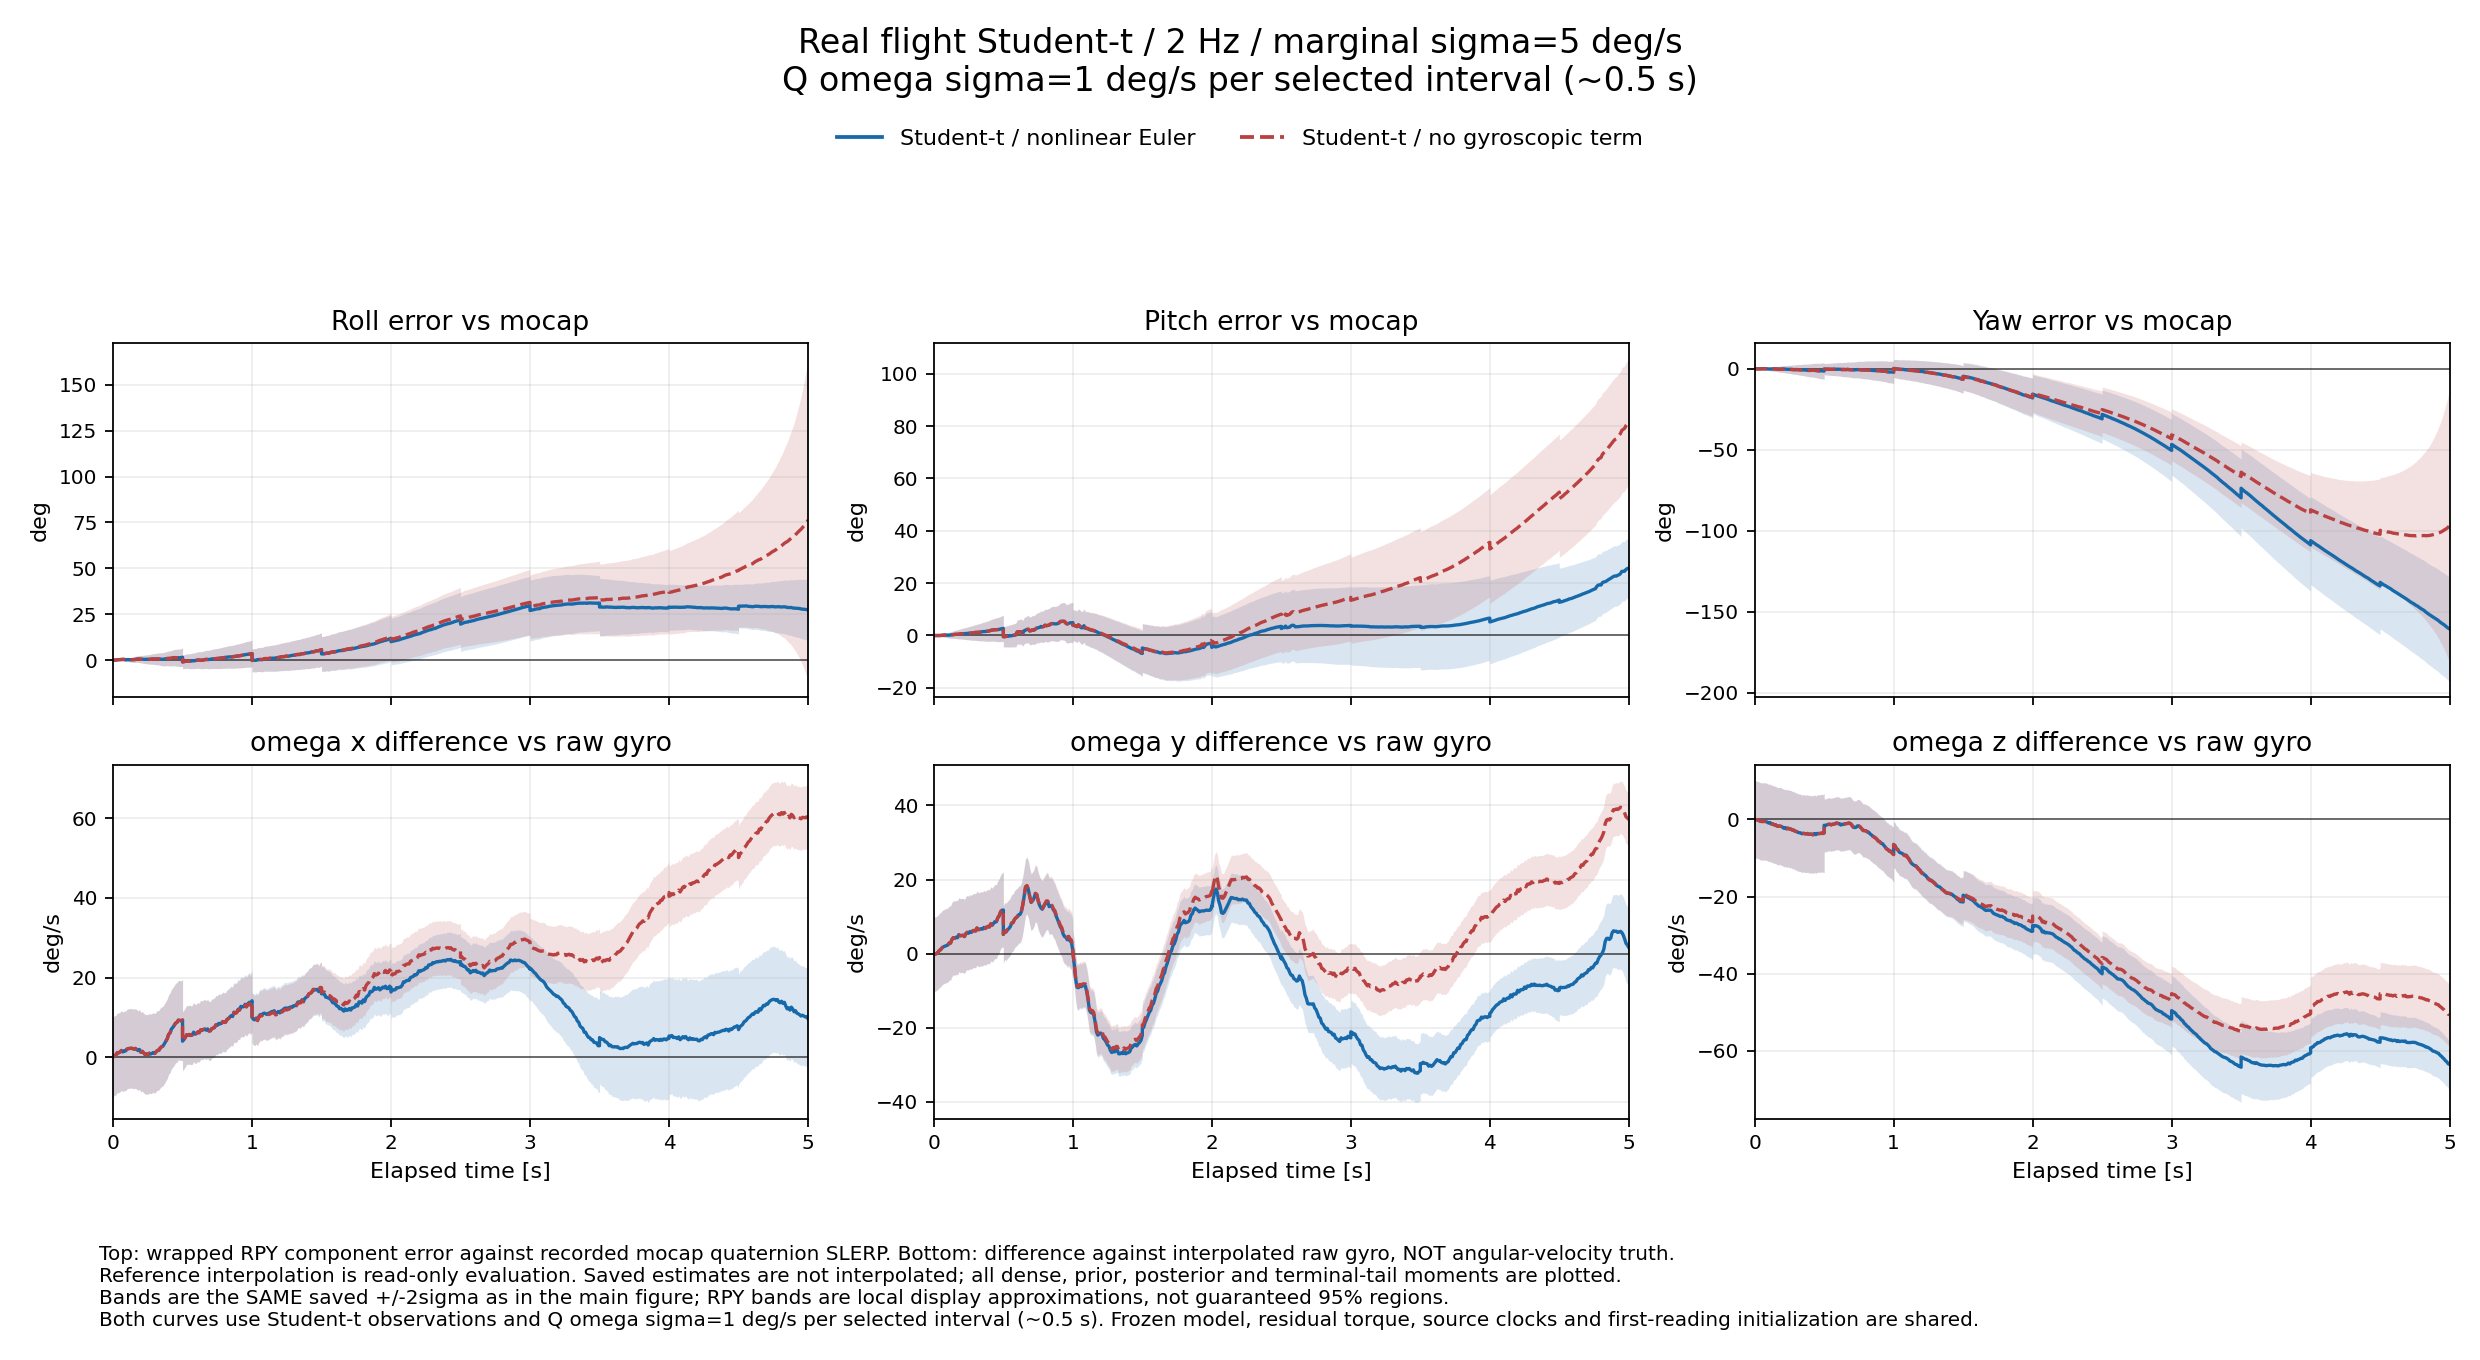 Real flight Student-t / 2 Hz / marginal sigma=5 deg/s
Q omega sigma=1 deg/s per selected interval (~0.5 s)
Student-t / nonlinear Euler
Student-t / no gyroscopic term
Roll error vs mocap
deg
150
125
100
75
50
25
0
Pitch error vs mocap
deg
100
80
60
40
20
0
−20
Yaw error vs mocap
deg
0
−50
−100
−150
−200
omega x difference vs raw gyro
deg/s
60
40
20
0
0 1 2 3 4 5
Elapsed time [s]
omega y difference vs raw gyro
deg/s
40
20
0
−20
−40
0 1 2 3 4 5
Elapsed time [s]
omega z difference vs raw gyro
deg/s
0
−20
−40
−60
0 1 2 3 4 5
Elapsed time [s]
Top: wrapped RPY component error against recorded mocap quaternion SLERP. Bottom: difference against interpolated raw gyro, NOT angular-velocity truth.
Reference interpolation is read-only evaluation. Saved estimates are not interpolated; all dense, prior, posterior and terminal-tail moments are plotted.
Bands are the SAME saved +/-2sigma as in the main figure; RPY bands are local display approximations, not guaranteed 95% regions.
Both curves use Student-t observations and Q omega sigma=1 deg/s per selected interval (~0.5 s). Frozen model, residual torque, source clocks and first-reading initialization are shared.